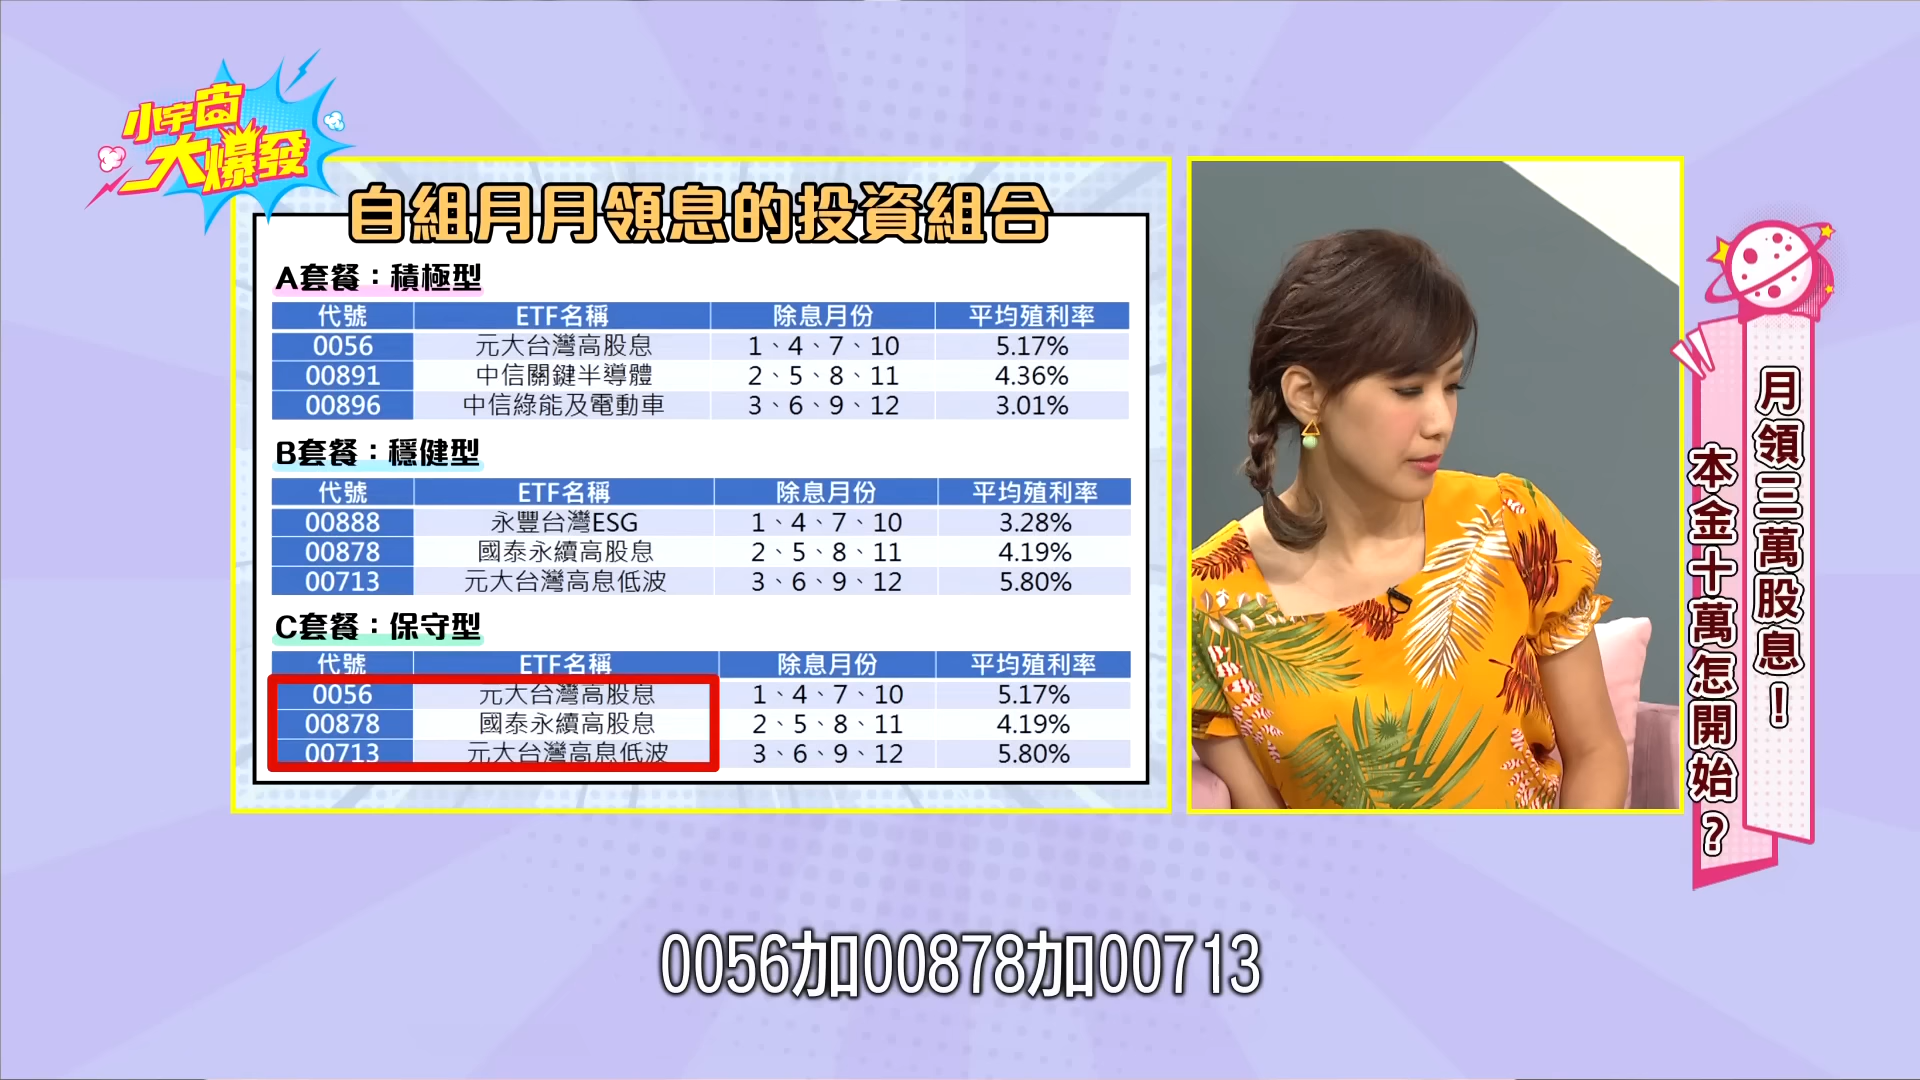 小宇宙
大爆發
自組月月領息的投資組合
A套餐：積極型
代號 ETF名稱 除息月份 平均殖利率
0056 元大台灣高股息 1、4、7、10 5.17%
00891 中信關鍵半導體 2、5、8、11 4.36%
00896 中信綠能及電動車 3、6、9、12 3.01%
B套餐：穩健型
代號 ETF名稱 除息月份 平均殖利率
00888 永豐台灣ESG 1、4、7、10 3.28%
00878 國泰永續高股息 2、5、8、11 4.19%
00713 元大台灣高息低波 3、6、9、12 5.80%
C套餐：保守型
代號 ETF名稱 除息月份 平均殖利率
0056 元大台灣高股息 1、4、7、10 5.17%
00878 國泰永續高股息 2、5、8、11 4.19%
00713 元大台灣高息低波 3、6、9、12 5.80%
月領三萬股息！
本金十萬怎開始？
0056加00878加00713